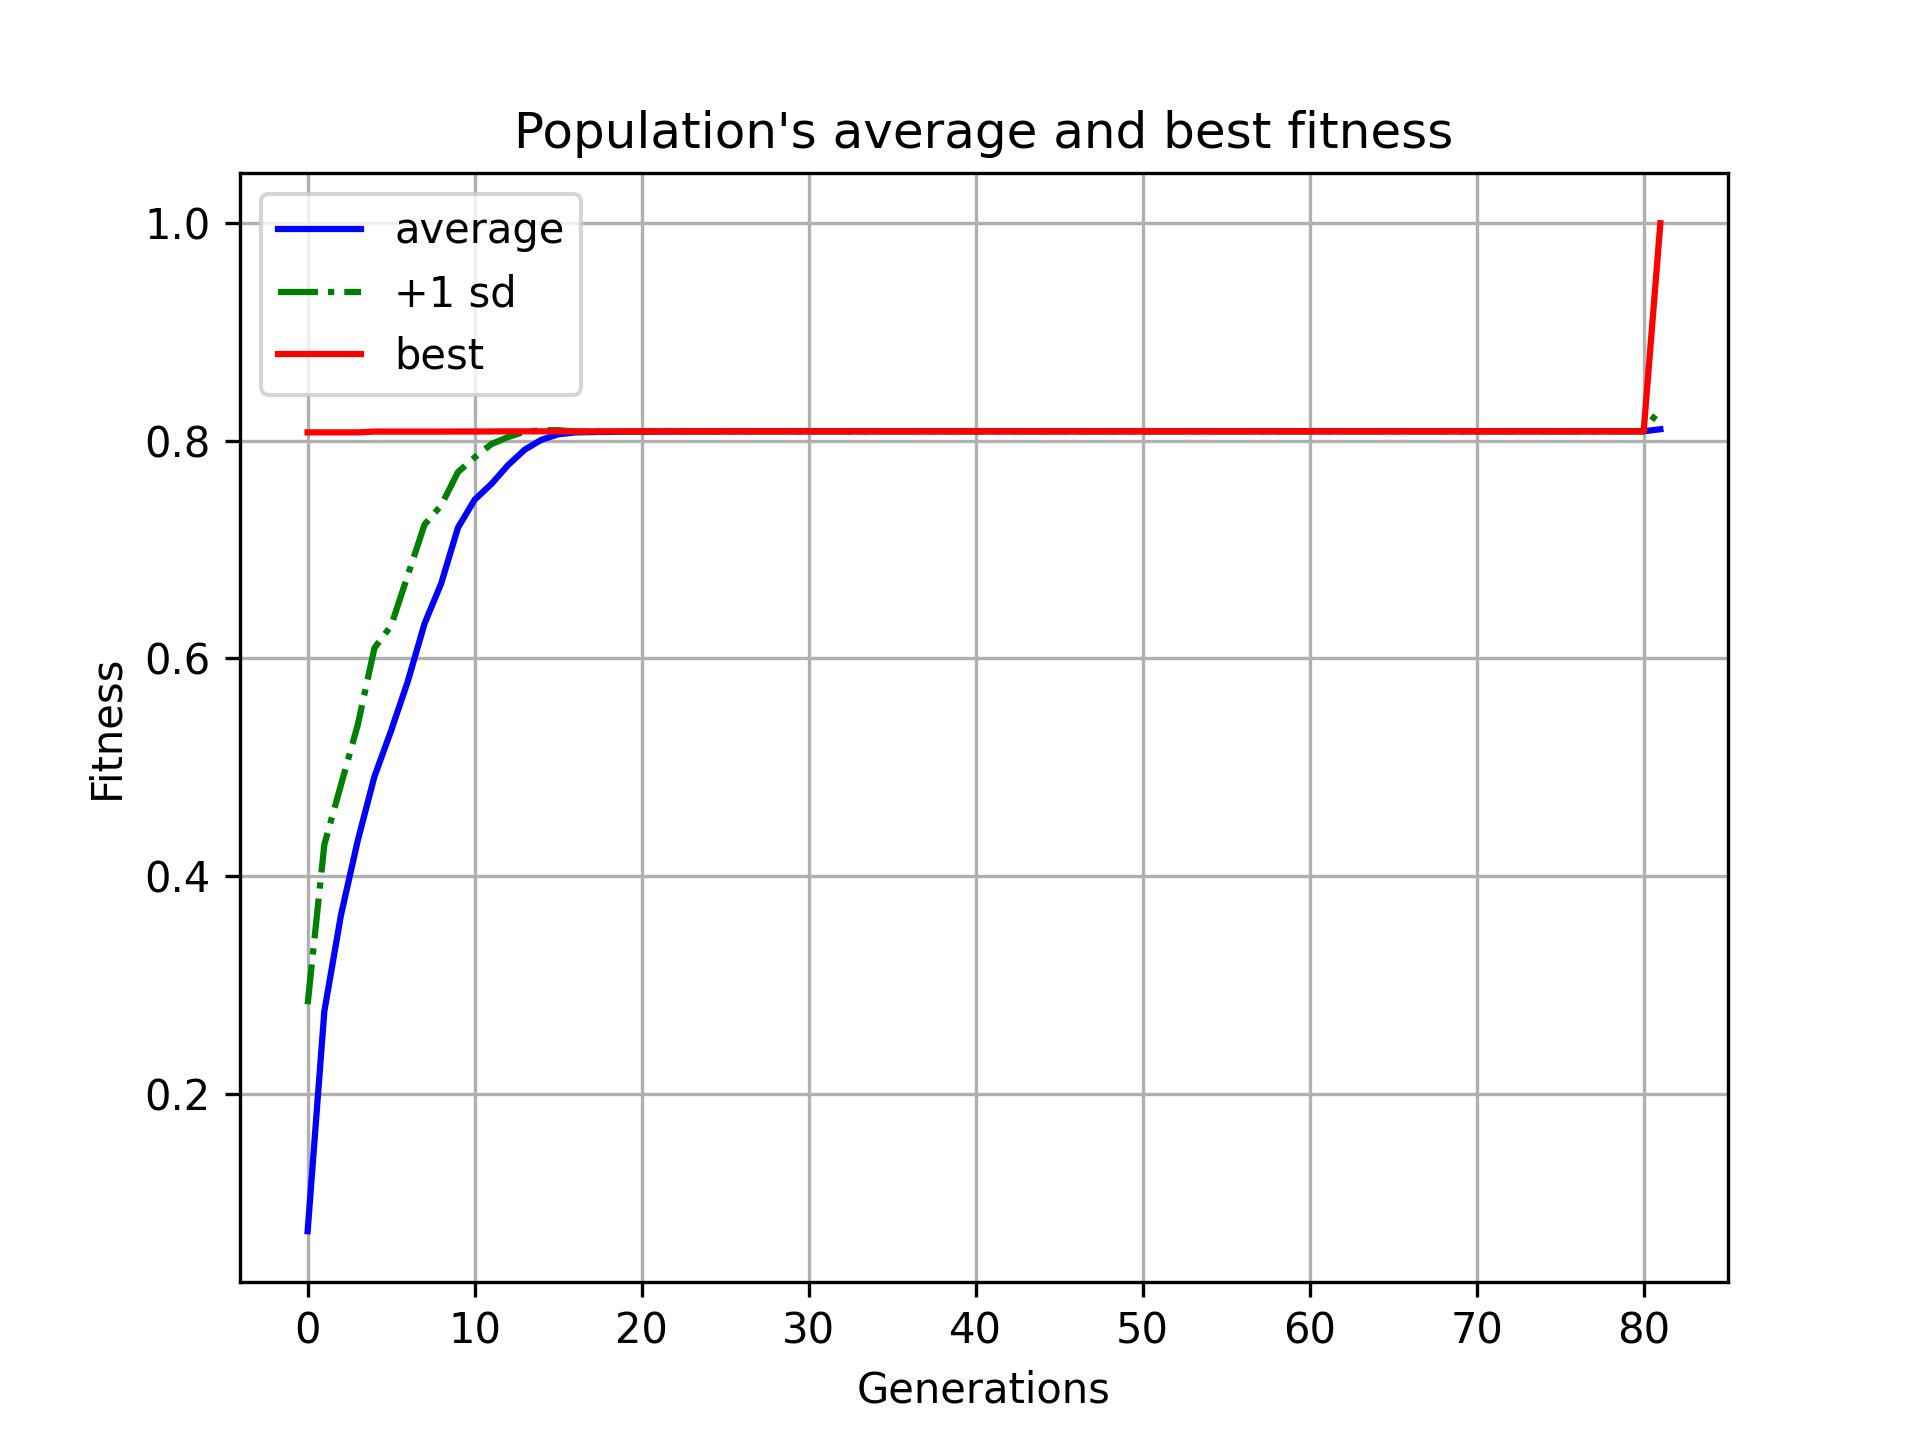 Population's average and best fitness
average
+1 sd
best
1.0
0.8
0.6
0.4
0.2
Fitness
0 10 20 30 40 50 60 70 80
Generations